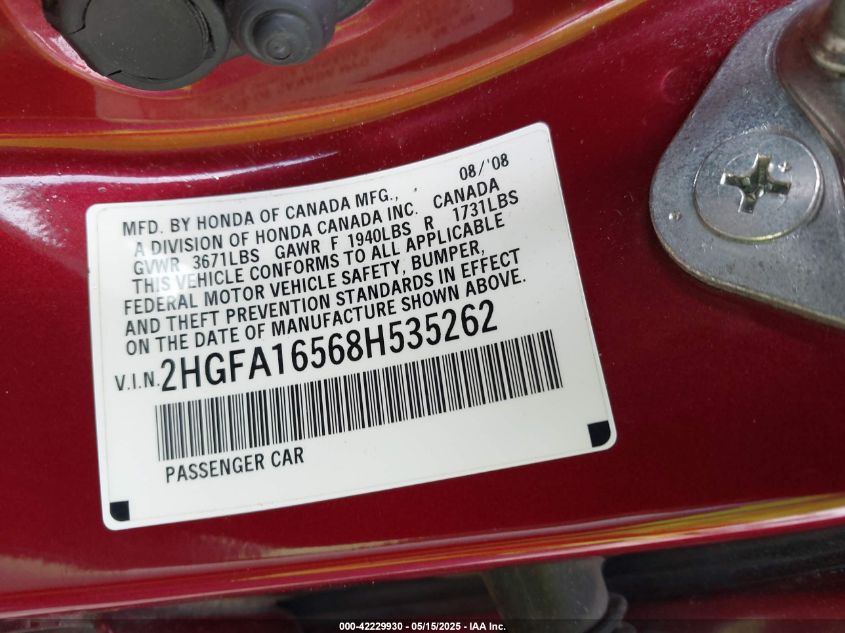 08/'08
MFD. BY HONDA OF CANADA MFG.,
A DIVISION OF HONDA CANADA INC. CANADA
GVWR 3671LBS GAWR F 1940LBS R 1731LBS
THIS VEHICLE CONFORMS TO ALL APPLICABLE
FEDERAL MOTOR VEHICLE SAFETY, BUMPER,
AND THEFT PREVENTION STANDARDS IN EFFECT
ON THE DATE OF MANUFACTURE SHOWN ABOVE.
V.I.N. 2HGFA16568H535262
PASSENGER CAR
000-42229930 - 05/15/2025 - IAA Inc.